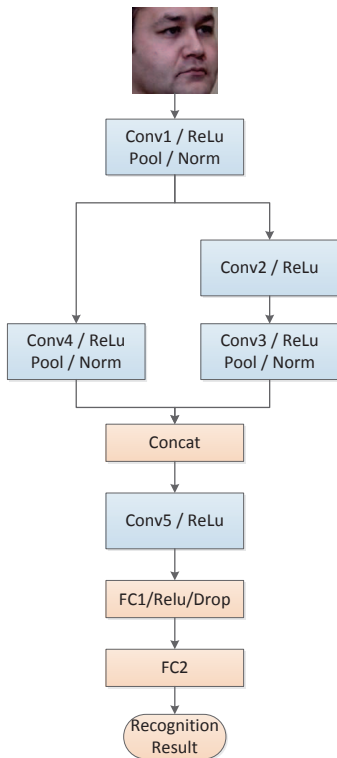 Conv1 / ReLu
Pool / Norm
Conv2 / ReLu
Conv4 / ReLu
Pool / Norm
Conv3 / ReLu
Pool / Norm
Concat
Conv5 / ReLu
FC1/Relu/Drop
FC2
Recognition
Result